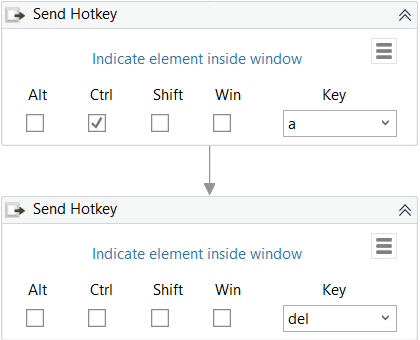 Send Hotkey
Indicate element inside window
Alt Ctrl Shift Win Key
a
Send Hotkey
Indicate element inside window
Alt Ctrl Shift Win Key
del